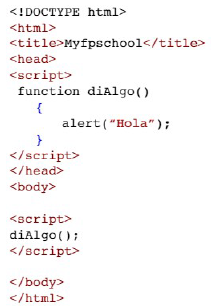 <!DOCTYPE html>
<html>
<title>Myfpschool</title>
<head>
<script>
function diAlgo()
{
alert(“Hola”);
}
</script>
</head>
<body>
<script>
diAlgo();
</script>
</body>
</html>